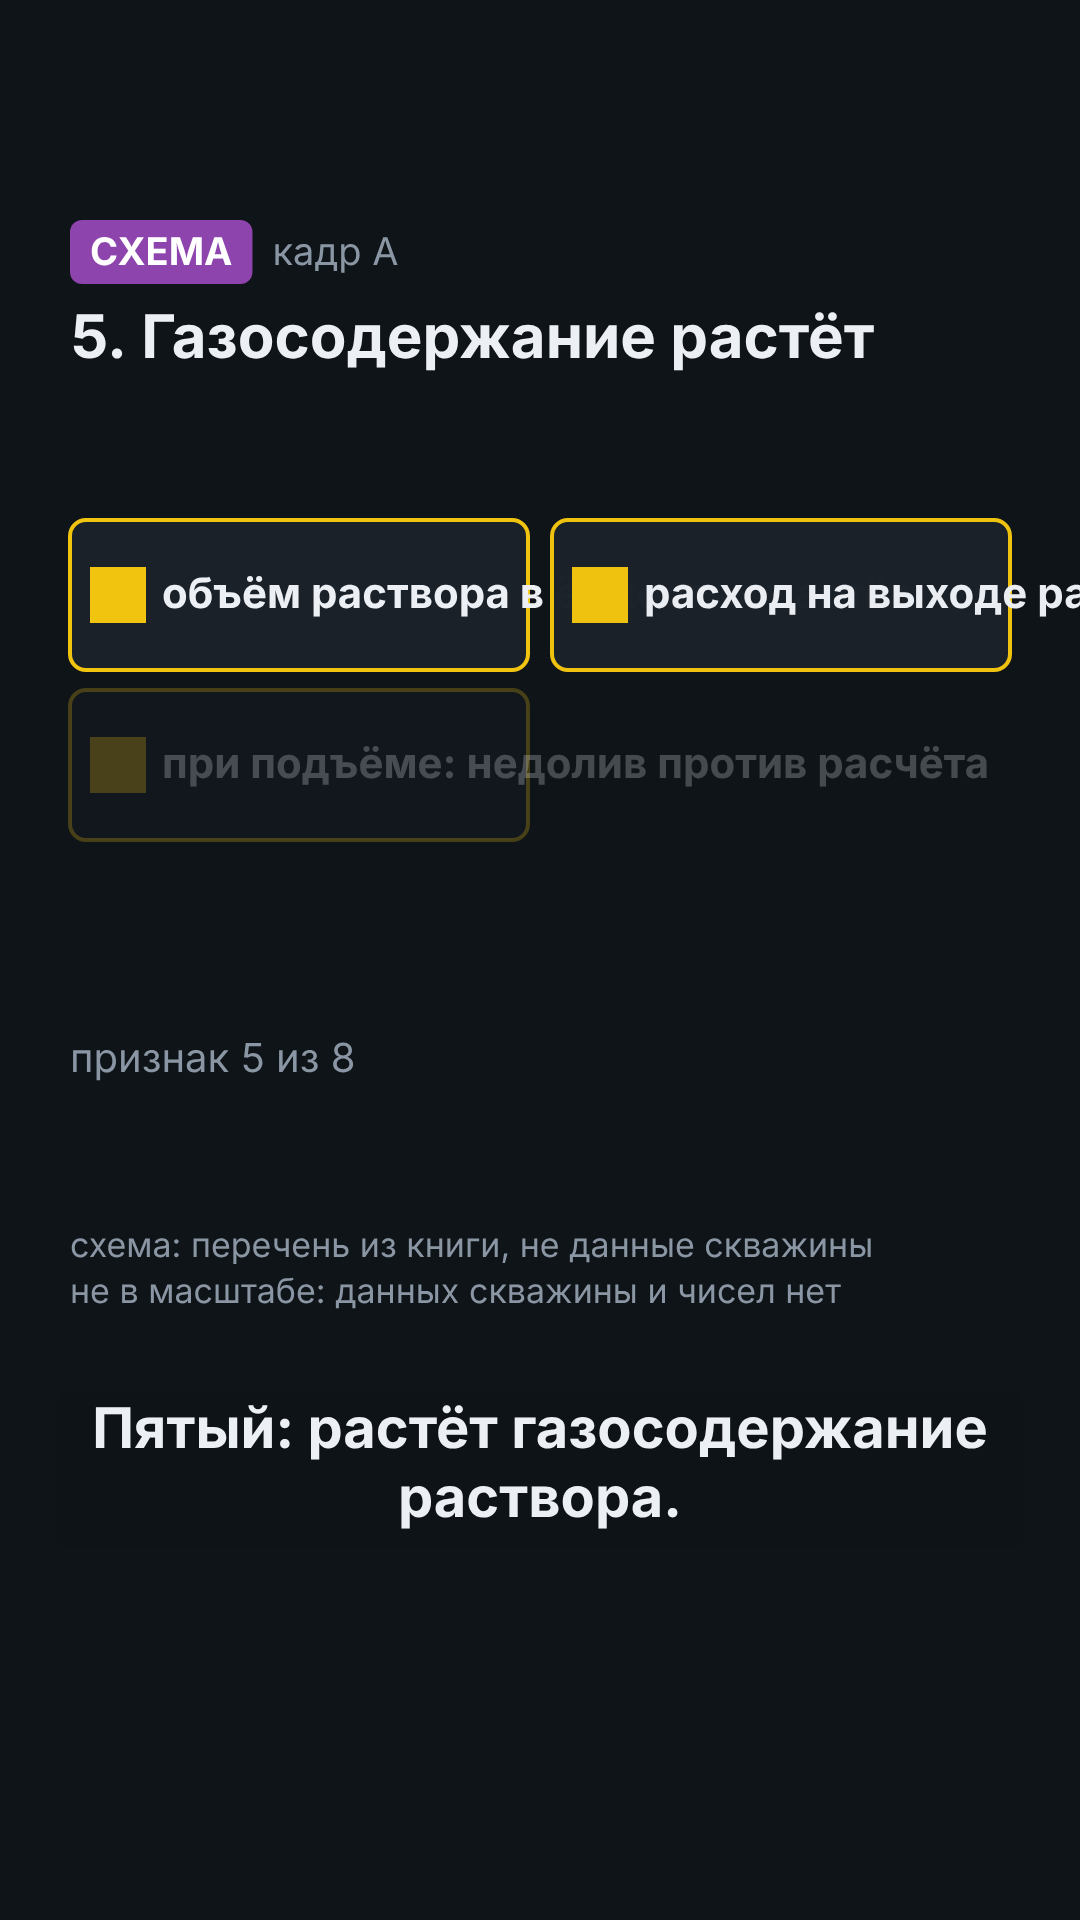 СХЕМА кадр А
5. Газосодержание растёт
объём раствора в
расход на выходе
при подъёме: недолив против расчёта
признак 5 из 8
схема: перечень из книги, не данные скважины
не в масштабе: данных скважины и чисел нет
Пятый: растёт газосодержание
раствора.